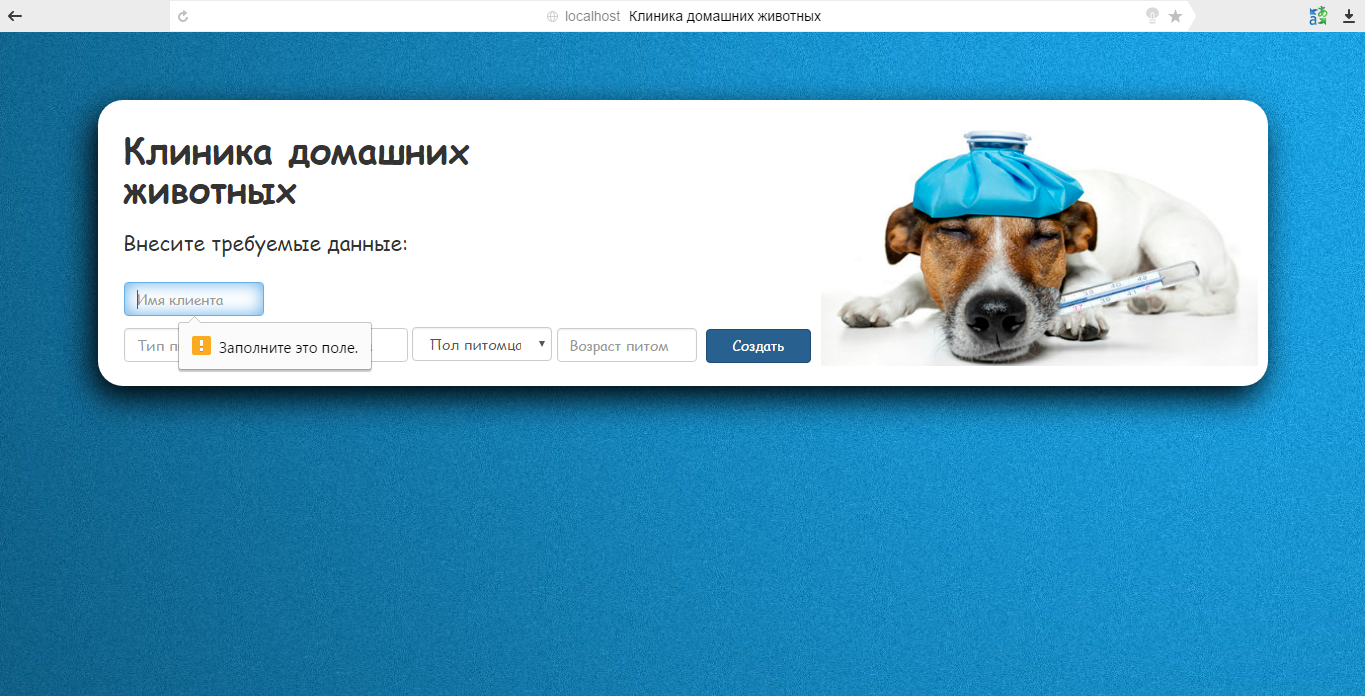 localhost Клиника домашних животных
Клиника домашних
животных
Внесите требуемые данные:
Имя клиента
Тип
Заполните это поле.
Пол питомца
Возраст питом
Создать